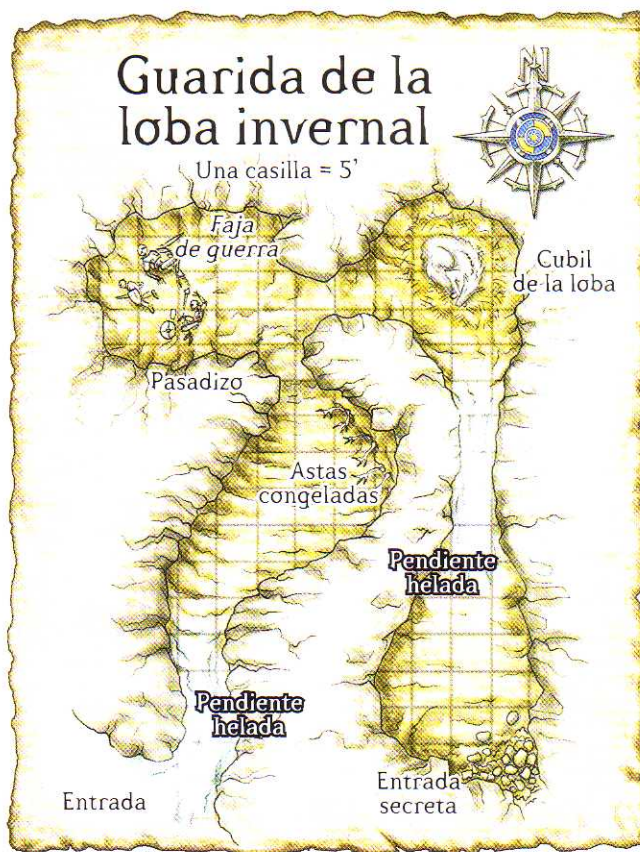 Guarida de la
loba invernal
Una casilla = 5'
N
Faja
de guerra
Cubil
de la loba
Pasadizo
Astas
congeladas
Pendiente
helada
Pendiente
helada
Entrada
Entrada
secreta